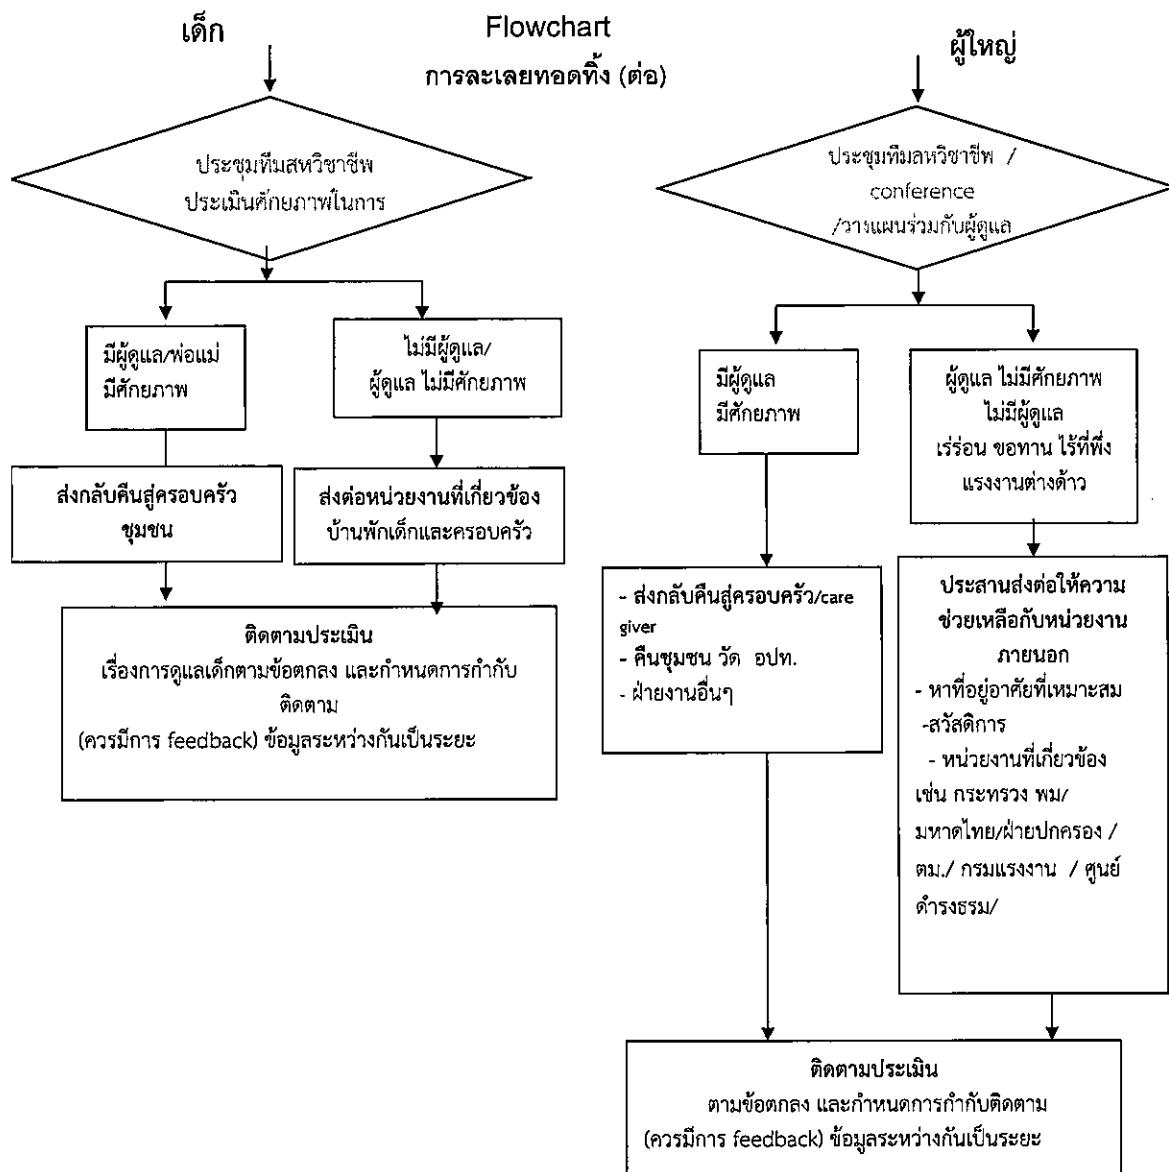 เด็ก
Flowchart
การละเลยทอดทิ้ง (ต่อ)
ผู้ใหญ่
ประชุมทีมสหวิชาชีพ
ประเมินศักยภาพในการ
ประชุมทีมสหวิชาชีพ /
conference
/วางแผนร่วมกับผู้ดูแล
มีผู้ดูแล/พ่อแม่
มีศักยภาพ
ไม่มีผู้ดูแล/
ผู้ดูแล ไม่มีศักยภาพ
มีผู้ดูแล
มีศักยภาพ
ผู้ดูแล ไม่มีศักยภาพ
ไม่มีผู้ดูแล
เร่ร่อน ขอทาน ไร้ที่พึ่ง
แรงงานต่างด้าว
ส่งกลับคืนสู่ครอบครัว
ชุมชน
ส่งต่อหน่วยงานที่เกี่ยวข้อง
บ้านพักเด็กและครอบครัว
ติดตามประเมิน
เรื่องการดูแลเด็กตามข้อตกลง และกำหนดการกำกับ
ติดตาม
(ควรมีการ feedback) ข้อมูลระหว่างกันเป็นระยะ
- ส่งกลับคืนสู่ครอบครัว/care
giver
- คืนชุมชน วัด อปท.
- ฝ่ายงานอื่นๆ
ประสานส่งต่อให้ความ
ช่วยเหลือกับหน่วยงาน
ภายนอก
- หาที่อยู่อาศัยที่เหมาะสม
-สวัสดิการ
- หน่วยงานที่เกี่ยวข้อง
เช่น กระทรวง พม/
มหาดไทย/ฝ่ายปกครอง /
ตม./ กรมแรงงาน / ศูนย์
ดำรงธรม/
ติดตามประเมิน
ตามข้อตกลง และกำหนดการกำกับติดตาม
(ควรมีการ feedback) ข้อมูลระหว่างกันเป็นระยะ